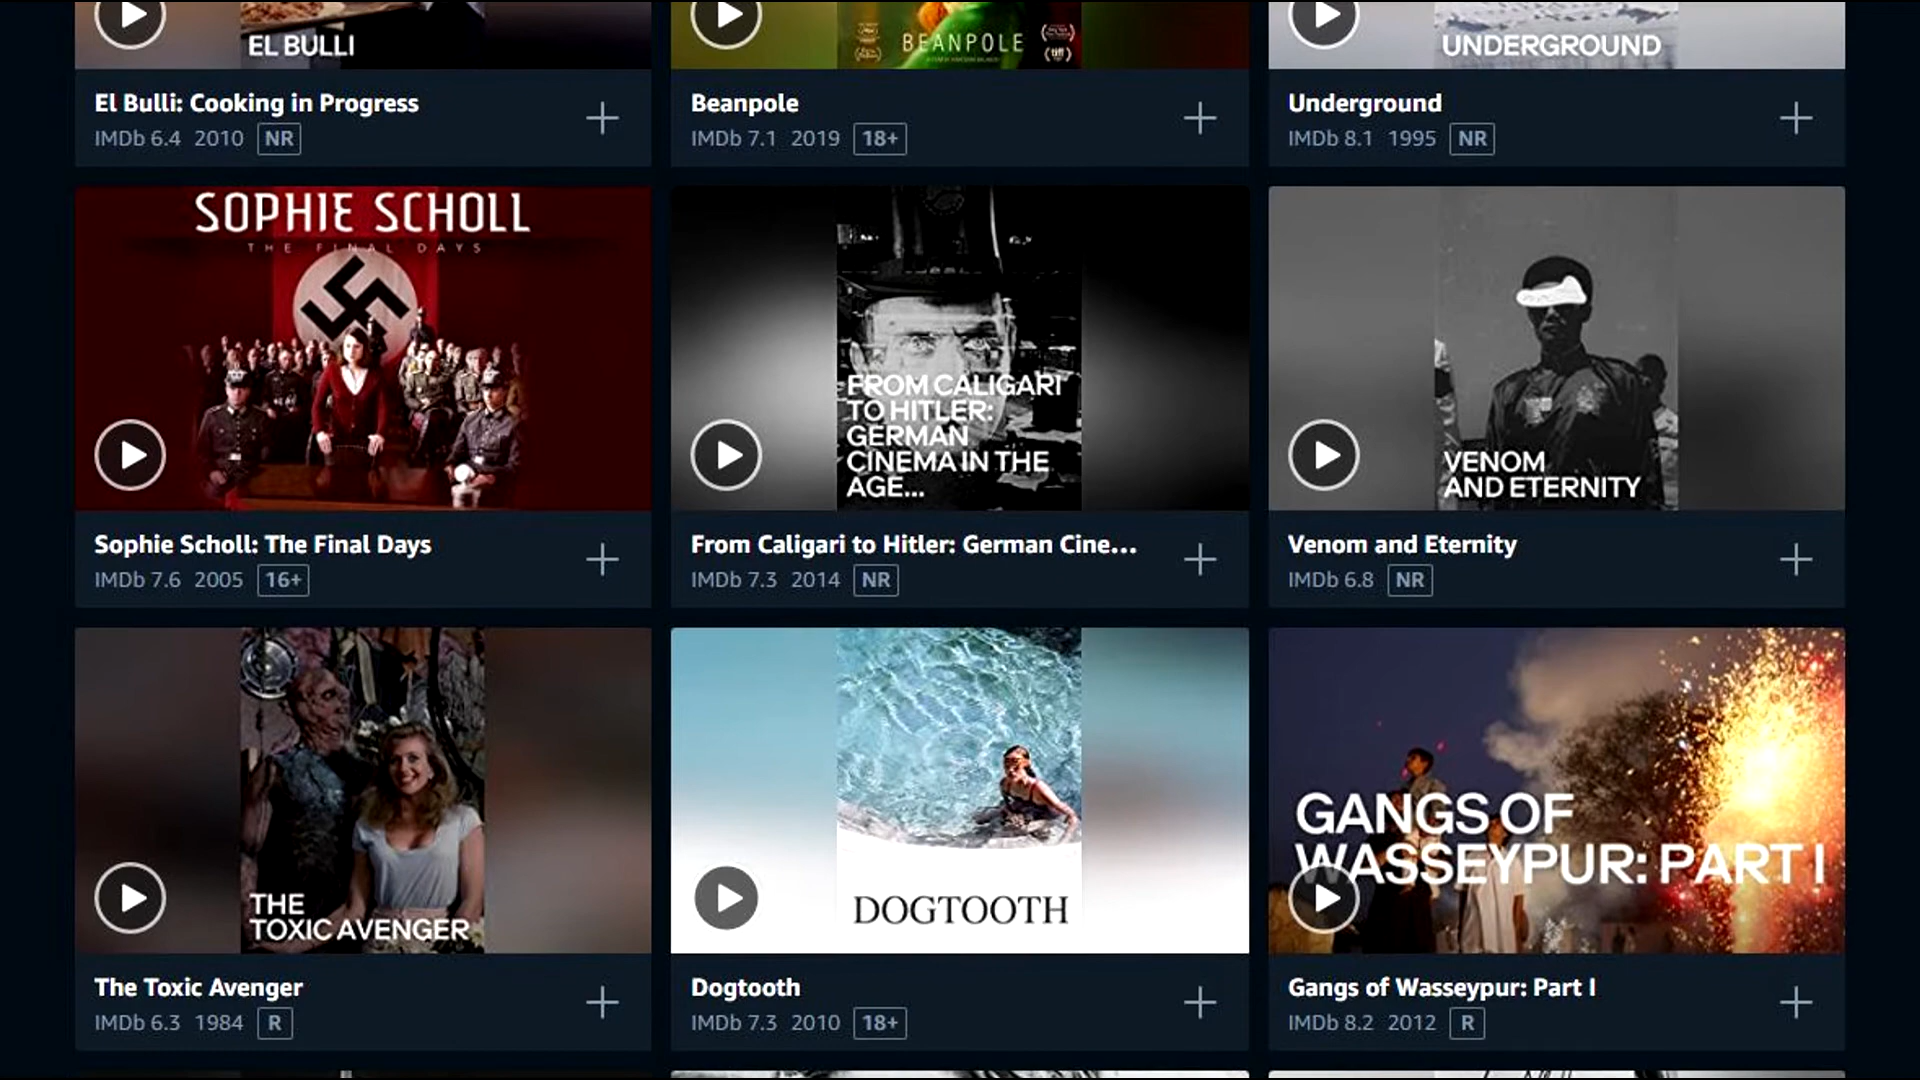 EL BULLI
BEANPOLE
UNDERGROUND
El Bulli: Cooking in Progress
IMDb 6.4 2010 NR
Beanpole
IMDb 7.1 2019 18+
Underground
IMDb 8.1 1995 NR
SOPHIE SCHOLL
THE FINAL DAYS
FROM CALIGARI
TO HITLER:
GERMAN
CINEMA IN THE
AGE...
VENOM
AND ETERNITY
Sophie Scholl: The Final Days
IMDb 7.6 2005 16+
From Caligari to Hitler: German Cine...
IMDb 7.3 2014 NR
Venom and Eternity
IMDb 6.8 NR
THE
TOXIC AVENGER
DOGTOOTH
GANGS OF
WASSEYPUR: PART I
The Toxic Avenger
IMDb 6.3 1984 R
Dogtooth
IMDb 7.3 2010 18+
Gangs of Wasseypur: Part I
IMDb 8.2 2012 R